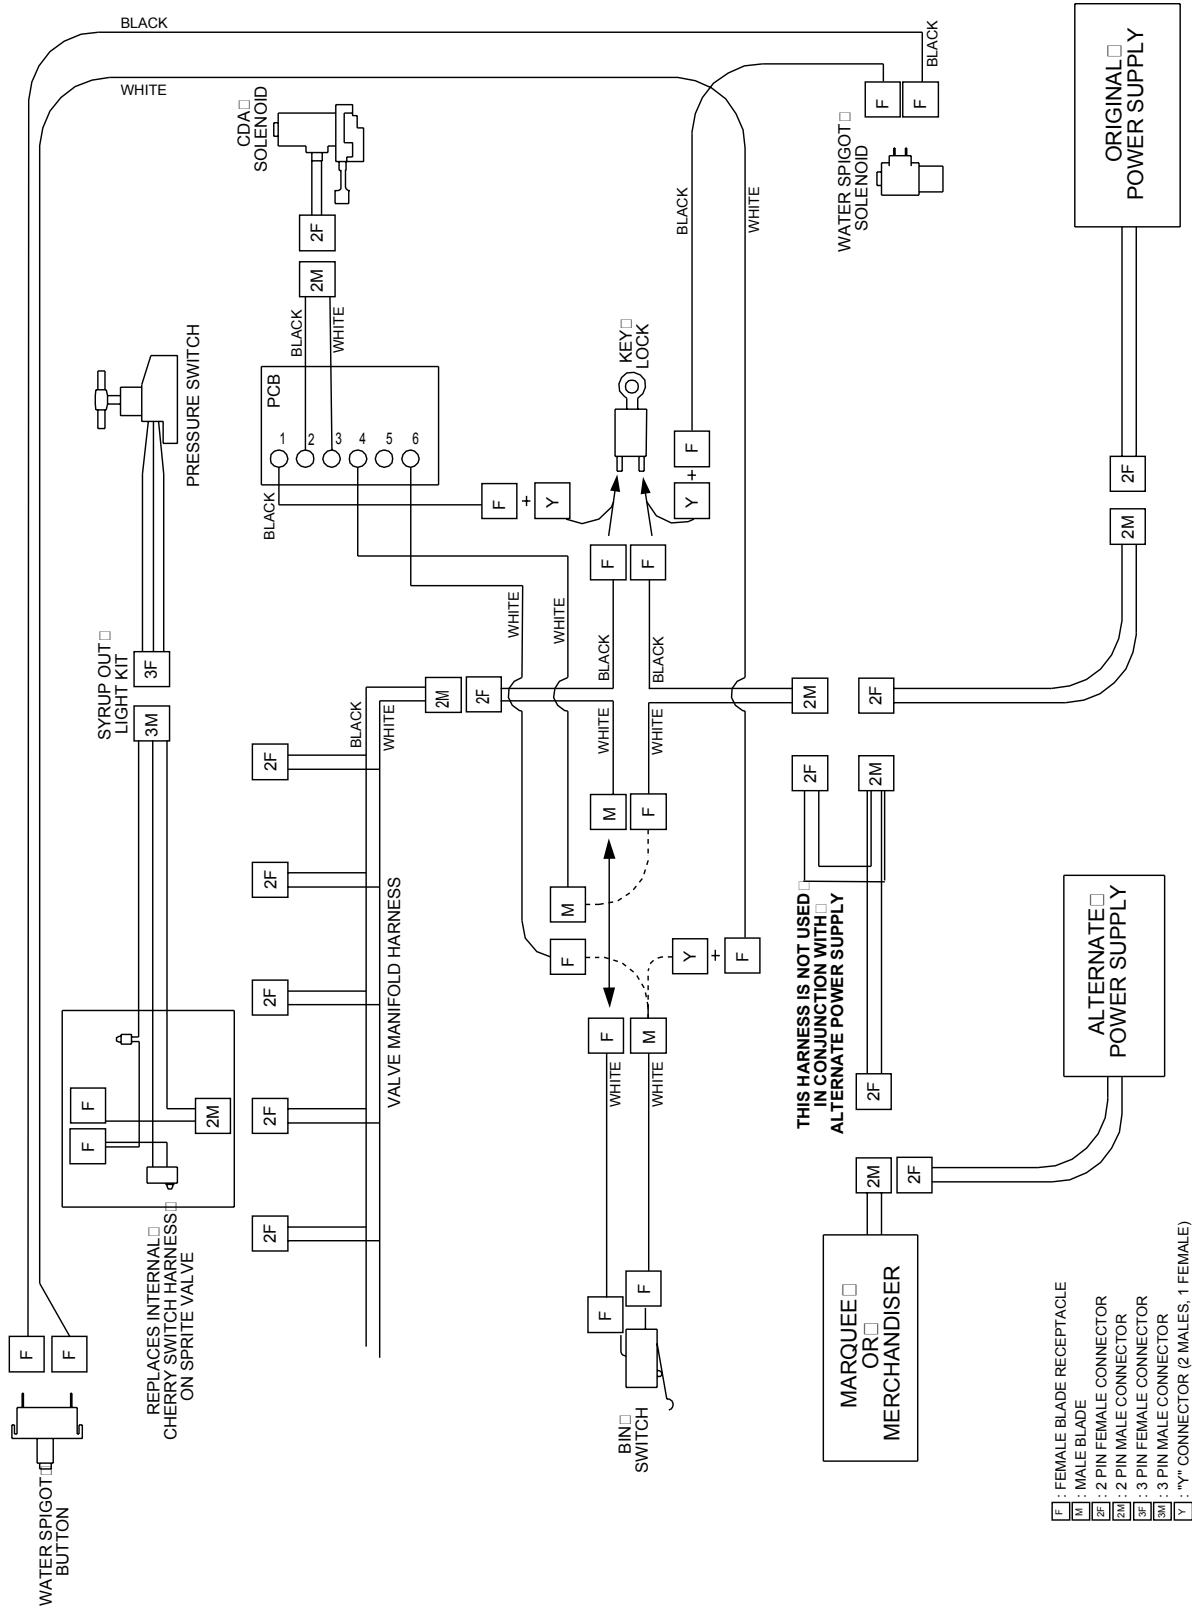 WATER SPIGOT
BUTTON
F
F
BLACK
WHITE
REPLACES INTERNAL
CHERRY SWITCH HARNESS
ON SPRITE VALVE
F
F
2M
SYRUP OUT
LIGHT KIT
3M
3F
PRESSURE SWITCH
CDA
SOLENOID
2F
2M
BLACK
WHITE
PCB
1
2
3
4
5
6
BLACK
2F
2F
2F
2F
2F
VALVE MANIFOLD HARNESS
BLACK
WHITE
2M
2F
WHITE
WHITE
F
+
Y
KEY
LOCK
Y
+
F
F
F
BLACK
BLACK
WHITE
WHITE
M
F
M
F
Y
+
F
F
M
WHITE
WHITE
F
F
BIN
SWITCH
BLACK
WHITE
BLACK
F
F
WATER SPIGOT
SOLENOID
2M
2F
2F
2M
2F
THIS HARNESS IS NOT USED
IN CONJUNCTION WITH
ALTERNATE POWER SUPPLY
MARQUEE
OR
MERCHANDISER
2M
2F
ALTERNATE
POWER SUPPLY
2M
2F
ORIGINAL
POWER SUPPLY
F : FEMALE BLADE RECEPTACLE
M : MALE BLADE
2F : 2 PIN FEMALE CONNECTOR
2M : 2 PIN MALE CONNECTOR
3F : 3 PIN FEMALE CONNECTOR
3M : 3 PIN MALE CONNECTOR
Y : "Y" CONNECTOR (2 MALES, 1 FEMALE)